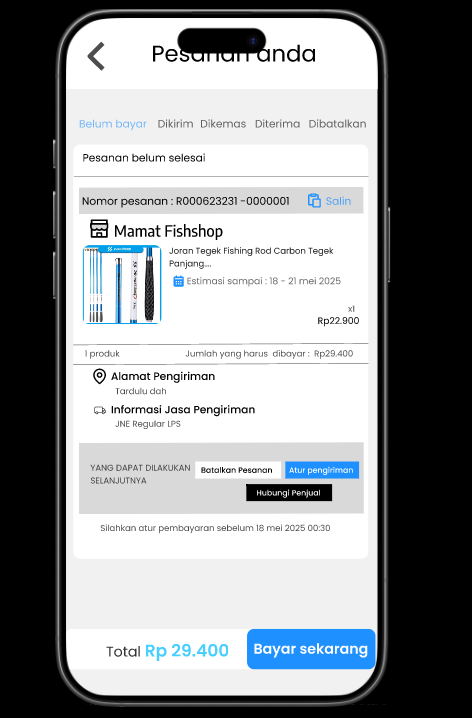 Pesanan anda
Belum bayar Dikirim Dikemas Diterima Dibatalkan
Pesanan belum selesai
Nomor pesanan : R000623231 -0000001 Salin
Mamat Fishshop
Joran Tegek Fishing Rod Carbon Tegek
Panjang...
Estimasi sampai : 18 - 21 mei 2025
x1
Rp22.900
1 produk Jumlah yang harus dibayar : Rp29.400
Alamat Pengiriman
Tardulu dah
Informasi Jasa Pengiriman
JNE Regular LPS
YANG DAPAT DILAKUKAN
SELANJUTNYA
Batalkan Pesanan Atur pengiriman
Hubungi Penjual
Silahkan atur pembayaran sebelum 18 mei 2025 00:30
Total Rp 29.400 Bayar sekarang